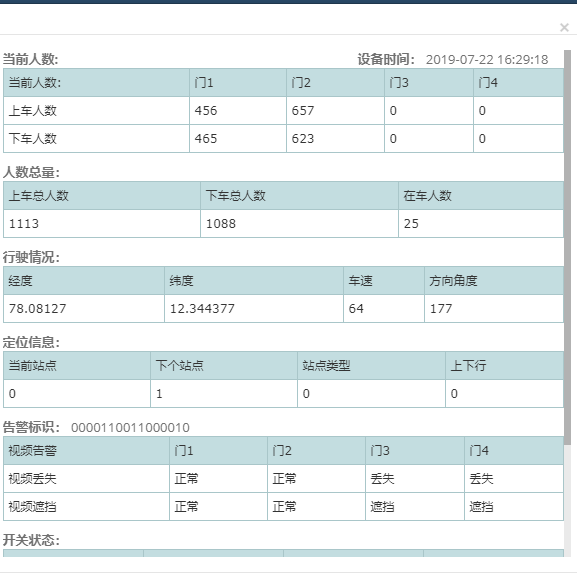 ×
当前人数: 设备时间: 2019-07-22 16:29:18
当前人数: 门1 门2 门3 门4
上车人数 456 657 0 0
下车人数 465 623 0 0
人数总量:
上车总人数 下车总人数 在车人数
1113 1088 25
行驶情况:
经度 纬度 车速 方向角度
78.08127 12.344377 64 177
定位信息:
当前站点 下个站点 站点类型 上下行
0 1 0 0
告警标识: 0000110011000010
视频告警 门1 门2 门3 门4
视频丢失 正常 正常 丢失 丢失
视频遮挡 正常 正常 遮挡 遮挡
开关状态: